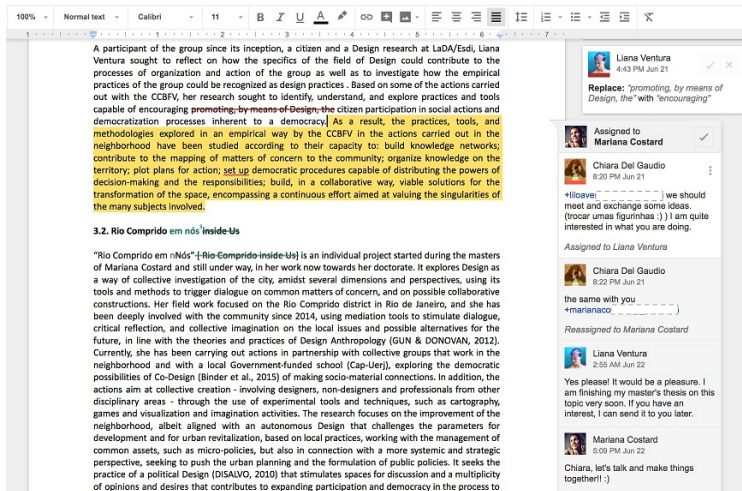 100% Normal text Calibri 11 B I U A
1 1 2 3 4 5 6 7
A participant of the group since its inception, a citizen and a Design research at LaDA/Esdi, Liana
Ventura sought to reflect on how the specifics of the field of Design could contribute to the
processes of organization and action of the group as well as to investigate how the empirical
practices of the group could be recognized as design practices . Based on some of the actions carried
out with the CCBFV, her research sought to identify, understand, and explore practices and tools
capable of encouraging promoting, by means of Design, the citizen participation in social actions and
democratization processes inherent to a democracy. As a result, the practices, tools, and
methodologies explored in an empirical way by the CCBFV in the actions carried out in the
neighborhood have been studied according to their capacity to: build knowledge networks;
contribute to the mapping of matters of concern to the community; organize knowledge on the
territory; plot plans for action; set up democratic procedures capable of distributing the powers of
decision-making and the responsibilities; build, in a collaborative way, viable solutions for the
transformation of the space, encompassing a continuous effort aimed at valuing the singularities of
the many subjects involved.
3.2. Rio Comprido em nós inside Us
"Rio Comprido em nNós" [ Rio Comprido inside Us] is an individual project started during the masters
of Mariana Costard and still under way, in her work now towards her doctorate. It explores Design as
a way of collective investigation of the city, amidst several dimensions and perspectives, using its
tools and methods to trigger dialogue on common matters of concern, and on possible collaborative
constructions. Her field work focused on the Rio Comprido district in Rio de Janeiro, and she has
been deeply involved with the community since 2014, using mediation tools to stimulate dialogue,
critical reflection, and collective imagination on the local issues and possible alternatives for the
future, in line with the theories and practices of Design Anthropology (GUN & DONOVAN, 2012).
Currently, she has been carrying out actions in partnership with collective groups that work in the
neighborhood and with a local Government-funded school (Cap-Uerj), exploring the democratic
possibilities of Co-Design (Binder et al., 2015) of making socio-material connections. In addition, the
actions aim at collective creation - involving designers, non-designers and professionals from other
disciplinary areas - through the use of experimental tools and techniques, such as cartography,
games and visualization and imagination activities. The research focuses on the improvement of the
neighborhood, albeit aligned with an autonomous Design that challenges the parameters for
development and for urban revitalization, based on local practices, working with the management of
common assets, such as micro-policies, but also in connection with a more systemic and strategic
perspective, seeking to push the urban planning and the formulation of public policies. It seeks the
practice of a political Design (DISALVO, 2010) that stimulates spaces for discussion and a multiplicity
of opinions and desires that contributes to expanding participation and democracy in the process to
Liana Ventura
4:43 PM Jun 21
Replace: "promoting, by means of
Design, the" with "encouraging"
Assigned to
Mariana Costard
Chiara Del Gaudio
8:20 PM Jun 21
+liloave we should
meet and exchange some ideas.
(trocar umas figurinhas :) ) I am quite
interested in what you are doing.
Assigned to Liana Ventura
Chiara Del Gaudio
8:22 PM Jun 21
the same with you
+marianaco
Reassigned to Mariana Costard
Liana Ventura
2:55 AM Jun 22
Yes please! It would be a pleasure. I
am finishing my master's thesis on this
topic very soon. If you have an
interest, I can send it to you later.
Mariana Costard
5:09 PM Jun 22
Chiara, let's talk and make things
together!! :)